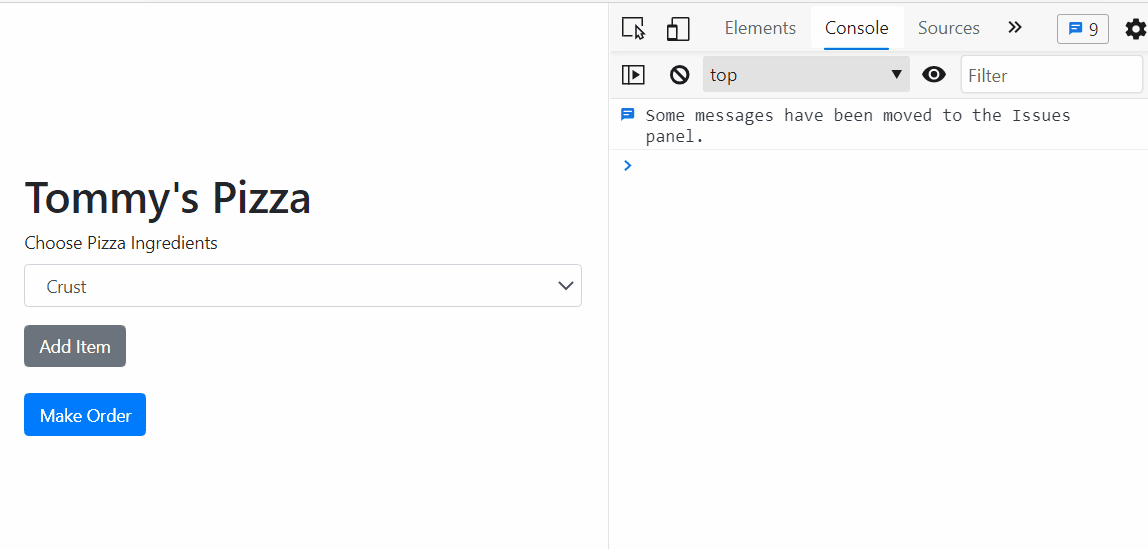 Tommy's Pizza
Choose Pizza Ingredients
Crust
Add Item
Make Order
Elements Console Sources 9
top Filter
Some messages have been moved to the Issues
panel.